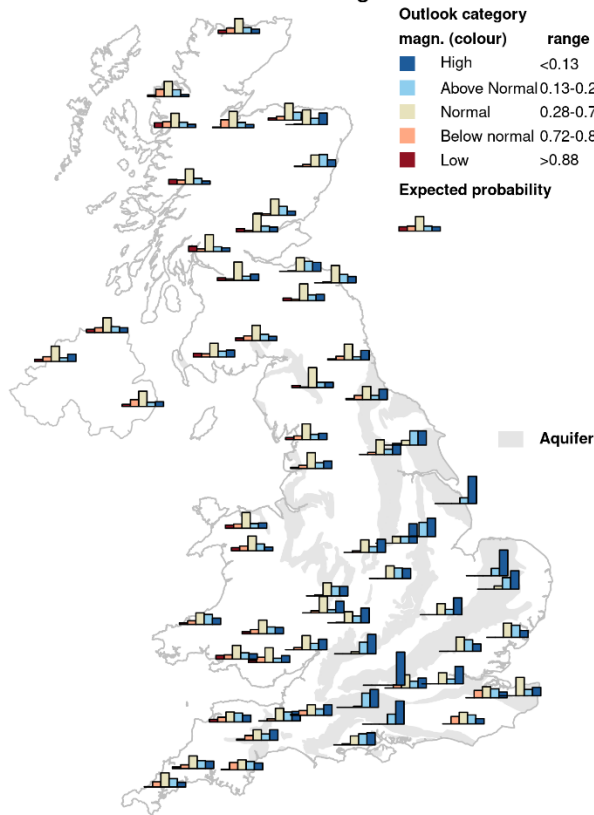 Outlook category
magn. (colour) range
High <0.13
Above Normal 0.13-0.2
Normal 0.28-0.7
Below normal 0.72-0.8
Low >0.88
Expected probability
Aquifer